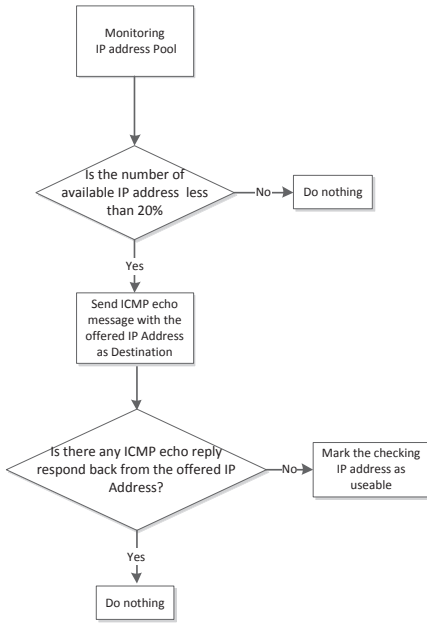 Monitoring
IP address Pool
Is the number of
available IP address less
than 20%
No
Do nothing
Yes
Send ICMP echo
message with the
offered IP Address
as Destination
Is there any ICMP echo reply
respond back from the offered IP
Address?
No
Mark the checking
IP address as
useable
Yes
Do nothing